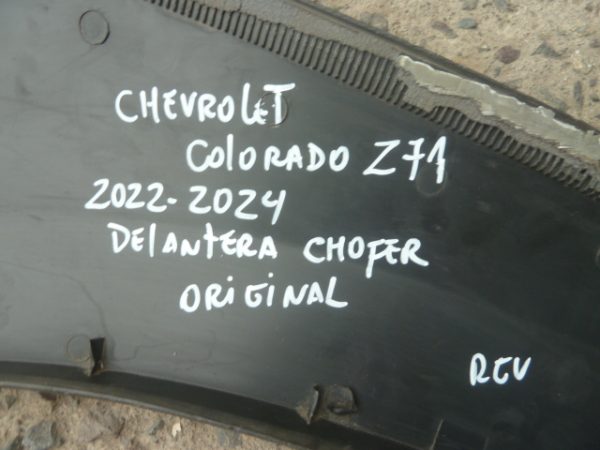 CHEVROLET
COLORADO Z71
2022-2024
DElANTERA CHOFER
ORiGiNAL
REV